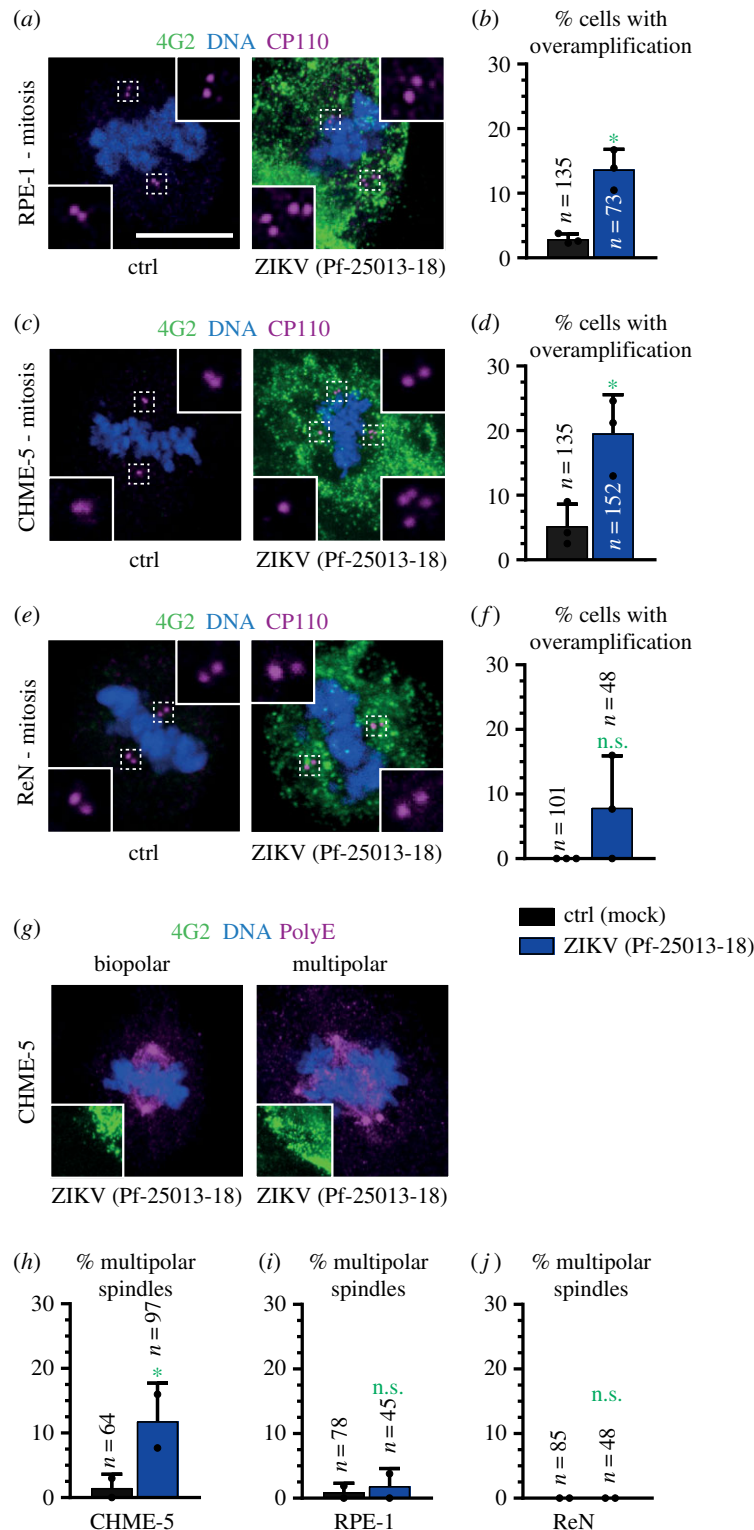 (a)
4G2 DNA CP110
RPE-1 - mitosis
ctrl
ZIKV (Pf-25013-18)
(b)
% cells with
overamplification
30
20
10
0
n = 135
n = 73
*
(c)
4G2 DNA CP110
CHME-5 - mitosis
ctrl
ZIKV (Pf-25013-18)
(d)
% cells with
overamplification
30
20
10
0
n = 135
n = 152
*
(e)
4G2 DNA CP110
ReN - mitosis
ctrl
ZIKV (Pf-25013-18)
(f)
% cells with
overamplification
30
20
10
0
n = 101
n = 48
n.s.
ctrl (mock)
ZIKV (Pf-25013-18)
(g)
4G2 DNA PolyE
biopolar
multipolar
CHME-5
ZIKV (Pf-25013-18)
ZIKV (Pf-25013-18)
(h)
% multipolar
spindles
30
20
10
0
n = 64
n = 97
*
CHME-5
(i)
% multipolar
spindles
30
20
10
0
n = 78
n = 45
n.s.
RPE-1
(j)
% multipolar
spindles
30
20
10
0
n = 85
n = 48
n.s.
ReN